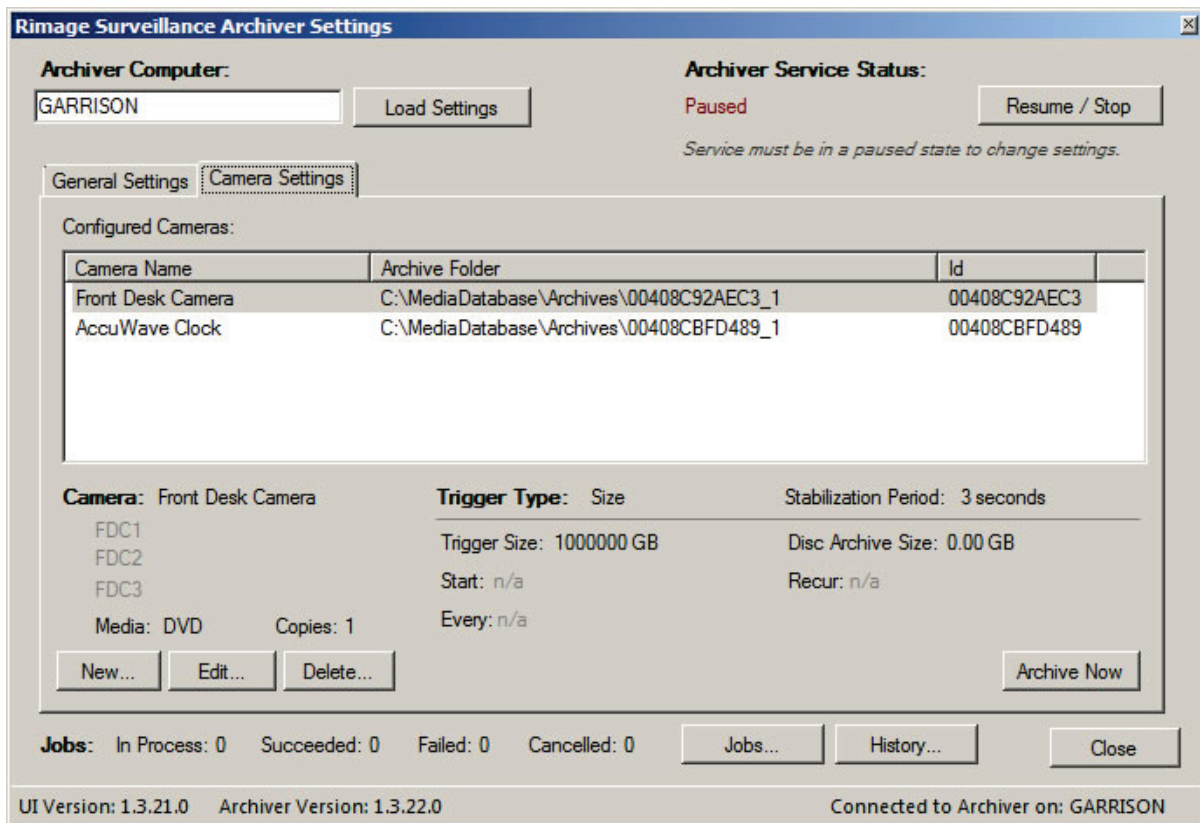 Rimage Surveillance Archiver Settings
Archiver Computer:
Archiver Service Status:
GARRISON
Load Settings
Paused
Resume / Stop
Service must be in a paused state to change settings.
General Settings
Camera Settings
Configured Cameras:
Camera Name Archive Folder Id
Front Desk Camera C:\MediaDatabase\Archives\00408C92AEC3_1 00408C92AEC3
AccuWave Clock C:\MediaDatabase\Archives\00408CBFD489_1 00408CBFD489
Camera: Front Desk Camera
FDC1
FDC2
FDC3
Media: DVD Copies: 1
Trigger Type: Size
Stabilization Period: 3 seconds
Trigger Size: 1000000 GB
Disc Archive Size: 0.00 GB
Start: n/a
Recur: n/a
Every: n/a
New... Edit... Delete...
Archive Now
Jobs: In Process: 0 Succeeded: 0 Failed: 0 Cancelled: 0 Jobs... History... Close
UI Version: 1.3.21.0 Archiver Version: 1.3.22.0 Connected to Archiver on: GARRISON